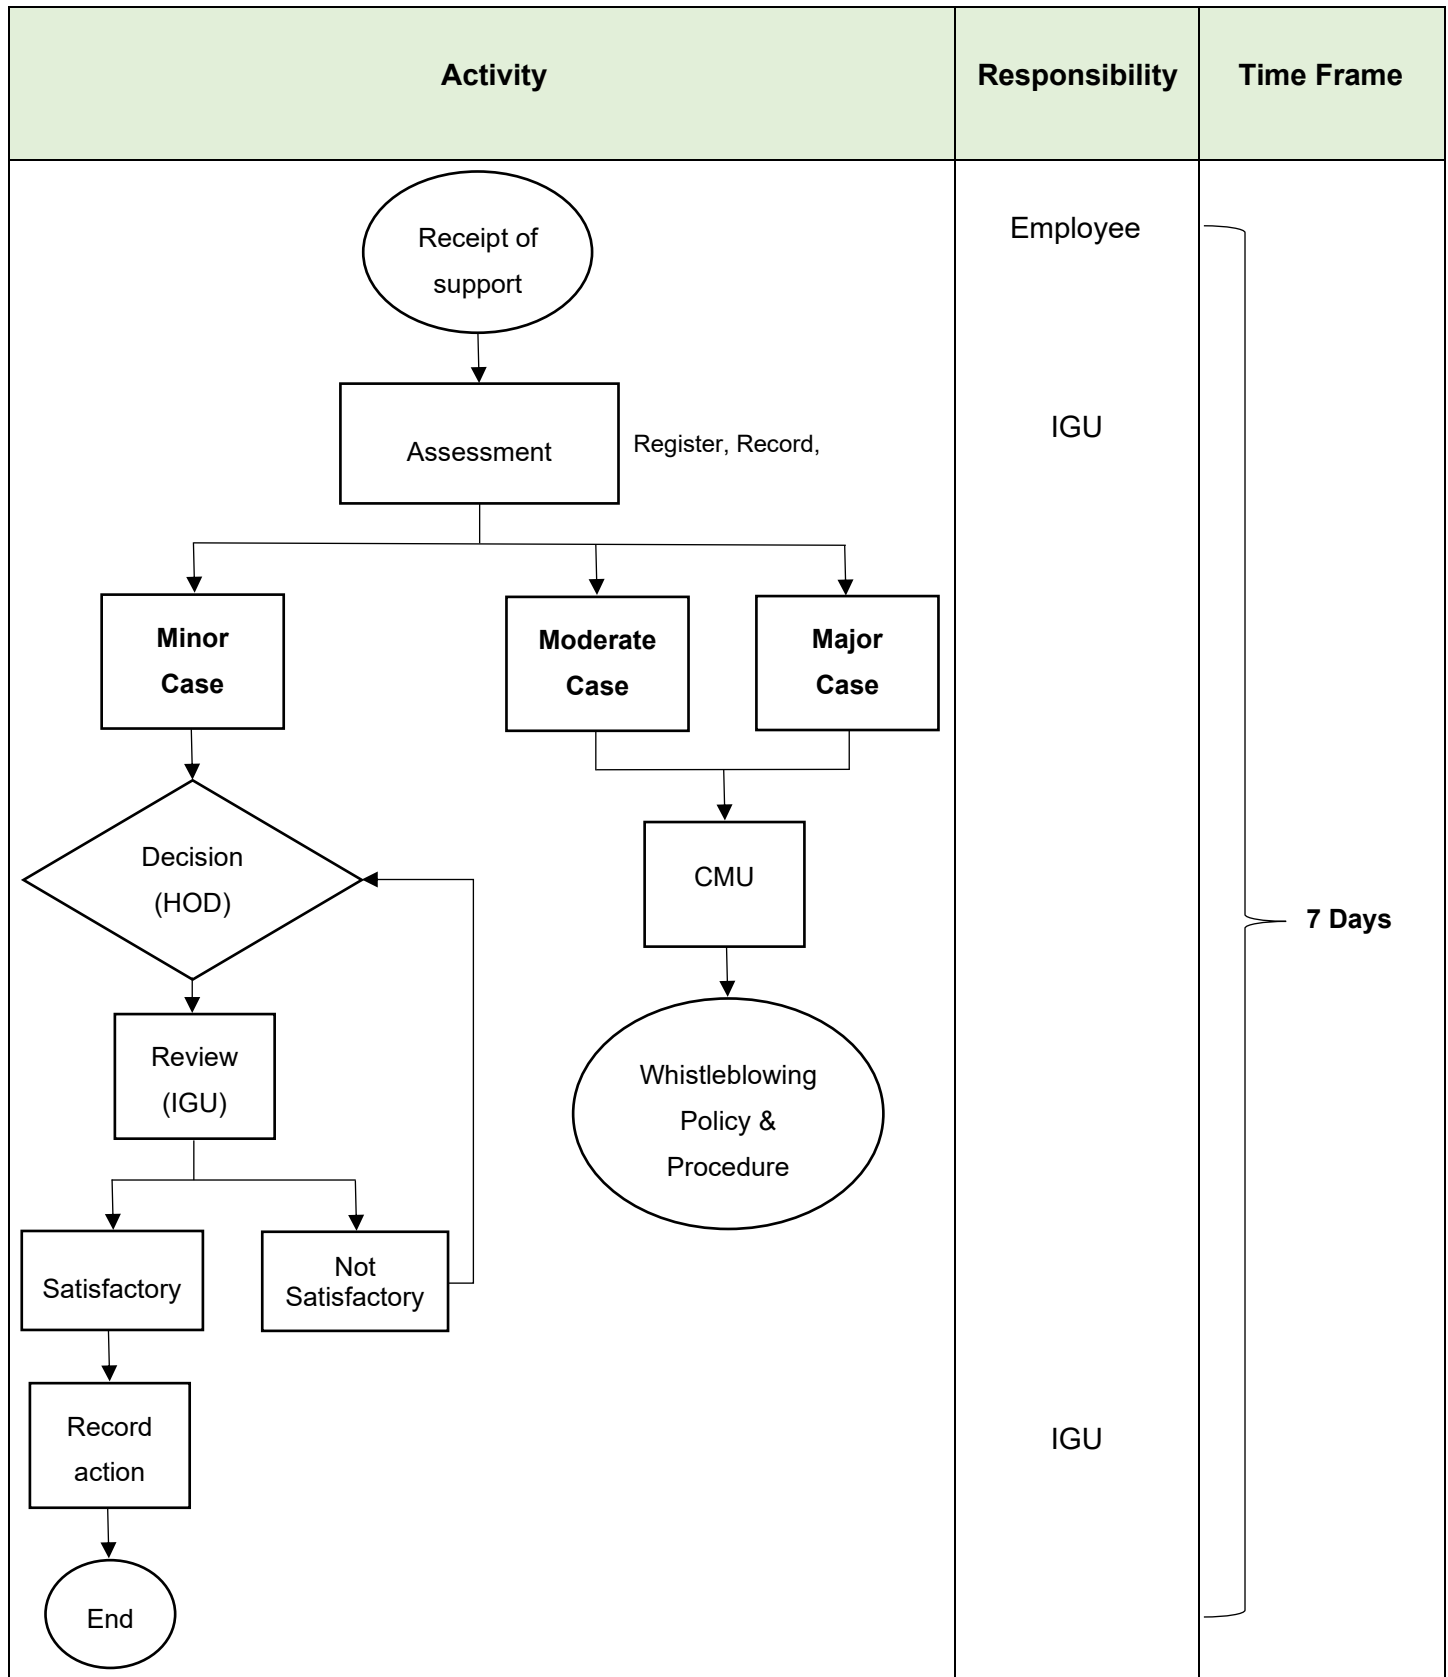 Activity
Responsibility
Time Frame
Receipt of
support
Employee
Assessment
Register, Record,
IGU
Minor
Case
Moderate
Case
Major
Case
Decision
(HOD)
CMU
7 Days
Review
(IGU)
Whistleblowing
Policy &
Procedure
Satisfactory
Not
Satisfactory
Record
action
IGU
End